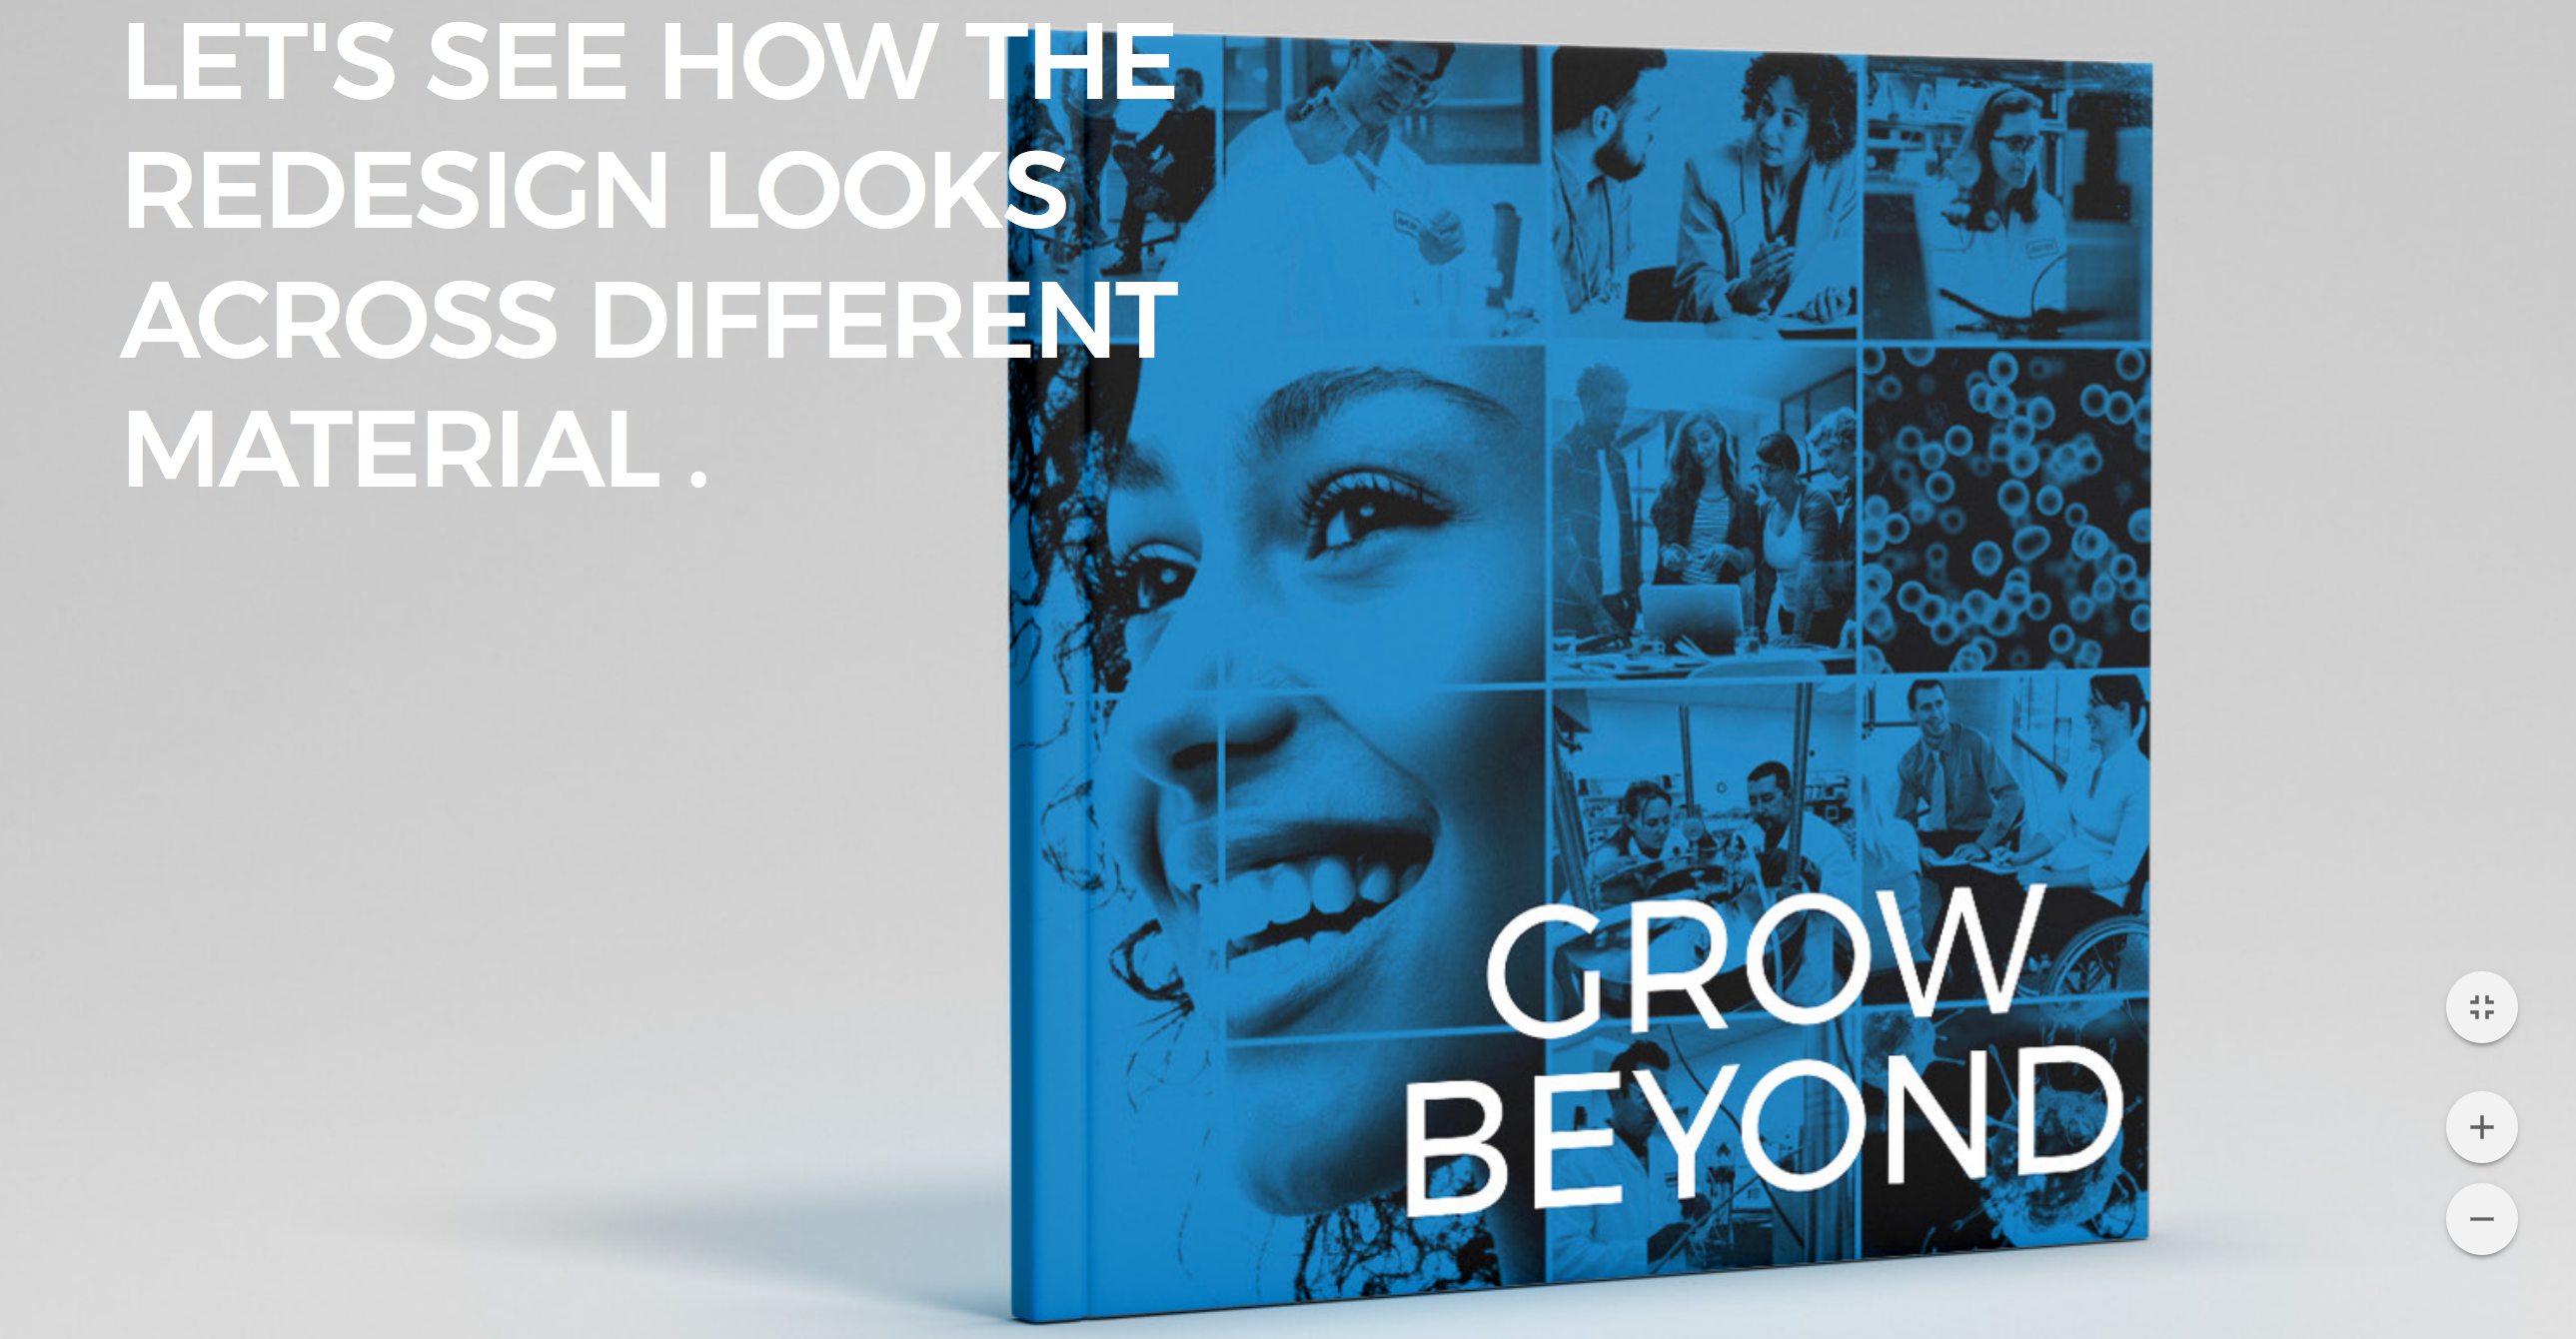 LET'S SEE HOW THE
REDESIGN LOOKS
ACROSS DIFFERENT
MATERIAL .
GROW
BEYOND